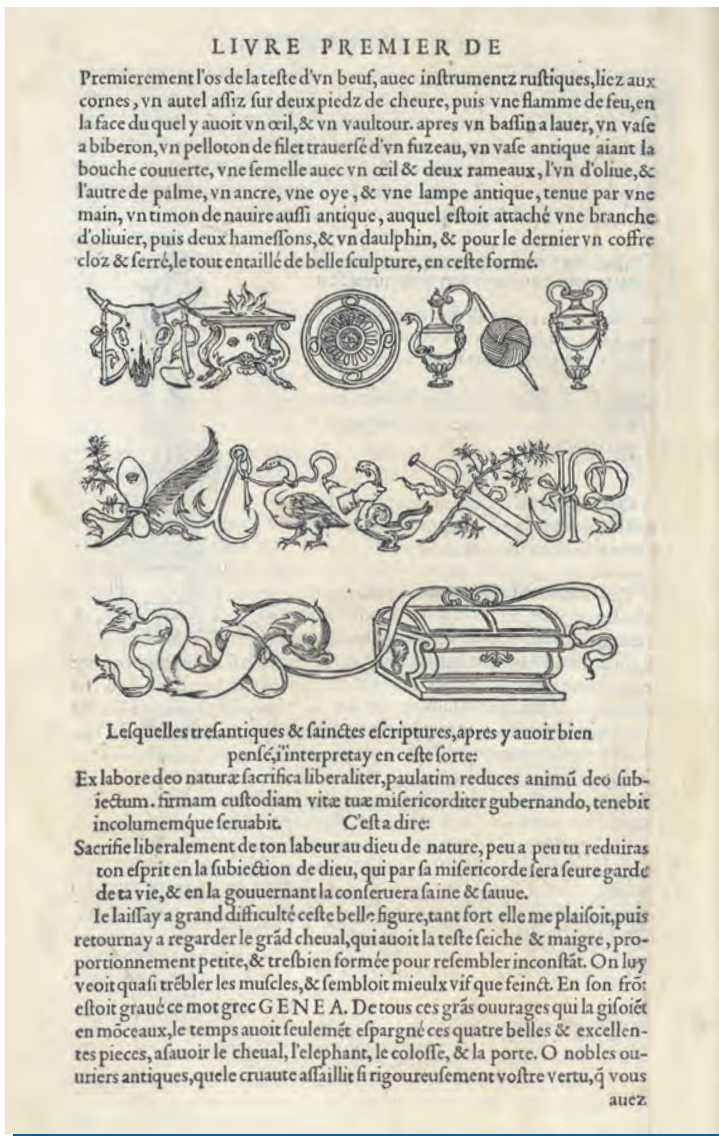 LIVRE PREMIER DE
Premierement l'os de la teſte d'vn beuf, auec inſtrumentz ruſtiques, liez aux
cornes, vn autel aſſiz ſur deux piedz de cheure, puis vne flamme de feu, en
la face du quel y auoit vn œil, & vn vaultour. apres vn baſſin a lauer, vn vaſe
a biberon, vn pelloton de filet trauerſé d'vn fuzeau, vn vaſe antique aiant la
bouche couuerte, vne ſemelle auec vn œil & deux rameaux, l'vn d'oliue, &
l'autre de palme, vn ancre, vne oye, & vne lampe antique, tenue par vne
main, vn timon de nauire auſſi antique, auquel eſtoit attaché vne branche
d'oliuier, puis deux hameſſons, & vn daulphin, & pour le dernier vn coffre
cloz & ferré, le tout entaillé de belle ſculpture, en ceſte formé.
Leſquelles treſantiques & ſainctes eſcriptures, apres y auoir bien
penſé, i'interpretay en ceſte ſorte:
Ex labore deo naturæ ſacrifica liberaliter, paulatim reduces animū deo ſub-
iectum. firmam cuſtodiam vitæ tuæ miſericorditer gubernando, tenebit
incolumemq́ue ſeruabit. C'eſt a dire:
Sacrifie liberalement de ton labeur au dieu de nature, peu a peu tu reduiras
ton eſprit en la ſubiection de dieu, qui par ſa miſericorde ſera ſeure garde
de ta vie, & en la gouuernant la conſeruera ſaine & ſauue.
Ie laiſſay a grand difficulté ceſte belle figure, tant fort elle me plaiſoit, puis
retournay a regarder le grād cheual, qui auoit la teſte ſeiche & maigre, pro-
portionnement petite, & treſbien formée pour reſembler inconſtāt. On luy
veoit quaſi trēbler les muſcles, & ſembloit mieulx vif que feinct. En ſon frōt
eſtoit graué ce mot grec GENEA. De tous ces grās ouurages qui la giſoiēt
en mōceaux, le temps auoit ſeulemēt eſpargné ces quatre belles & excellen-
tes pieces, aſauoir le cheual, l'elephant, le coloſſe, & la porte. O nobles ou-
uriers antiques, quele cruaute aſſaillit ſi rigoureuſement voſtre vertu, q̄ vous
auez